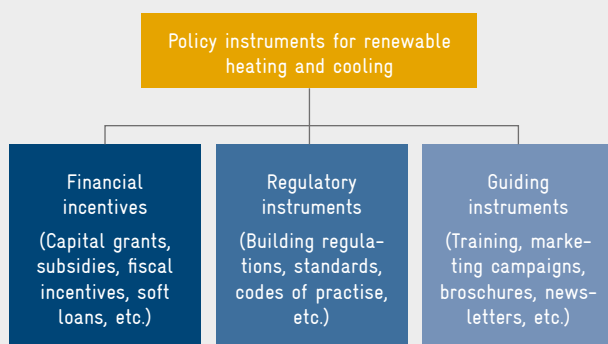 Policy instruments for renewable
heating and cooling
Financial
incentives
(Capital grants,
subsidies, fiscal
incentives, soft
loans, etc.)
Regulatory
instruments
(Building regula-
tions, standards,
codes of practise,
etc.)
Guiding
instruments
(Training, marke-
ting campaigns,
broschures, news-
letters, etc.)